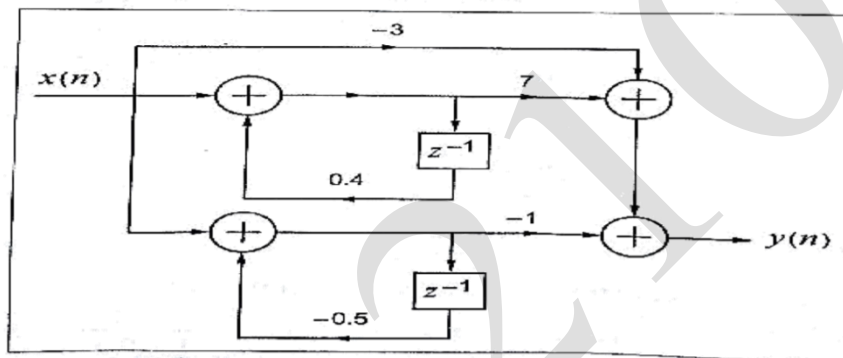 −3
x(n) + 7 +
z⁻¹
0.4
+ −1 + y(n)
z⁻¹
−0.5